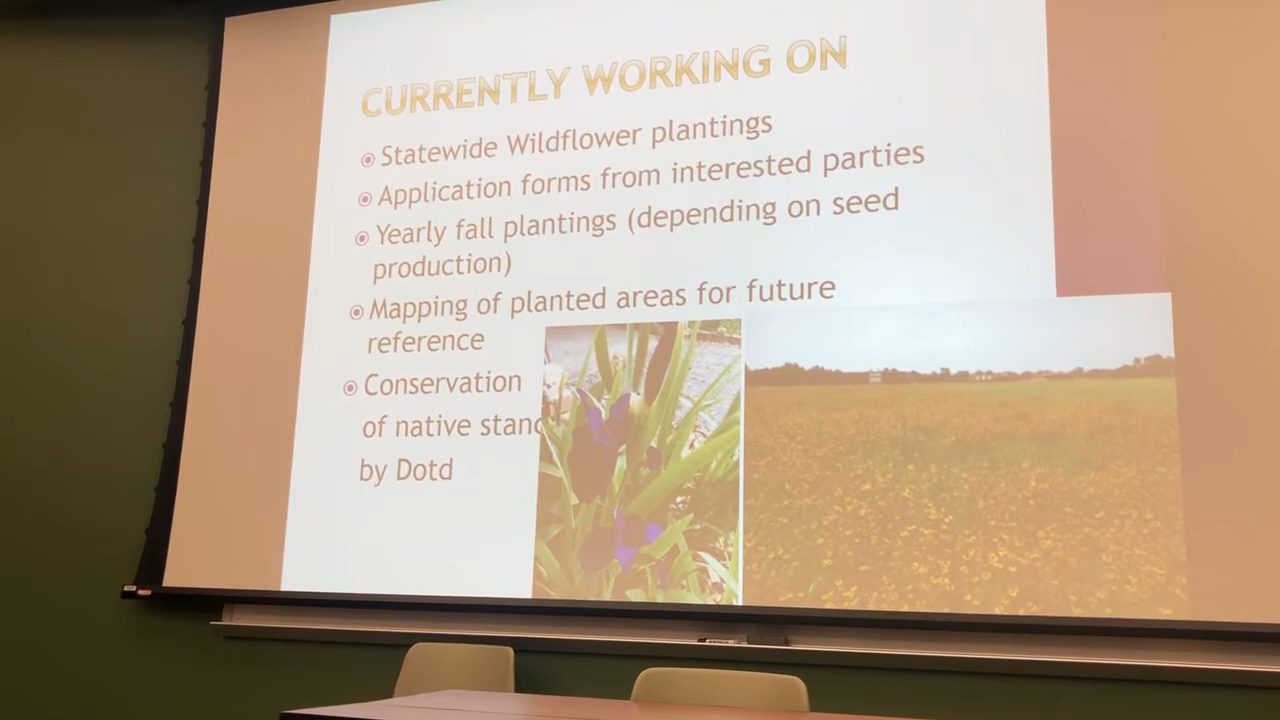 CURRENTLY WORKING ON
Statewide Wildflower plantings
Application forms from interested parties
Yearly fall plantings (depending on seed
production)
Mapping of planted areas for future
reference
Conservation
of native stand
by Dotd